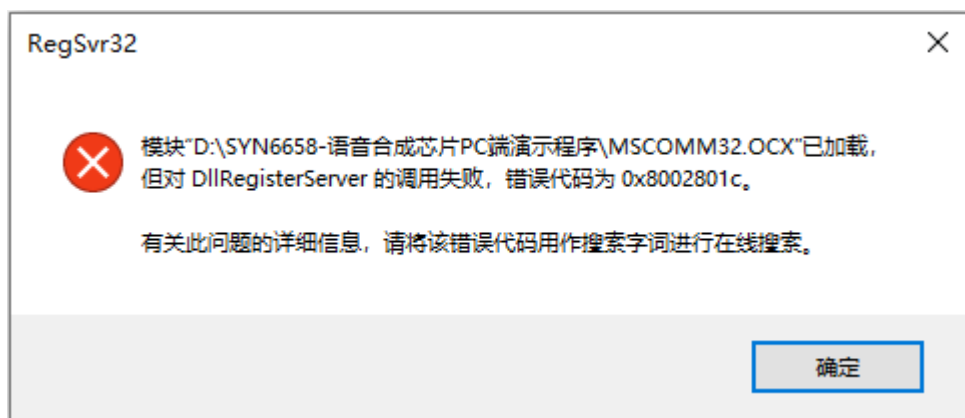 RegSvr32
模块"D:\SYN6658-语音合成芯片PC端演示程序\MSCOMM32.OCX"已加载，
但对 DllRegisterServer 的调用失败，错误代码为 0x8002801c。
有关此问题的详细信息，请将该错误代码用作搜索字词进行在线搜索。
确定